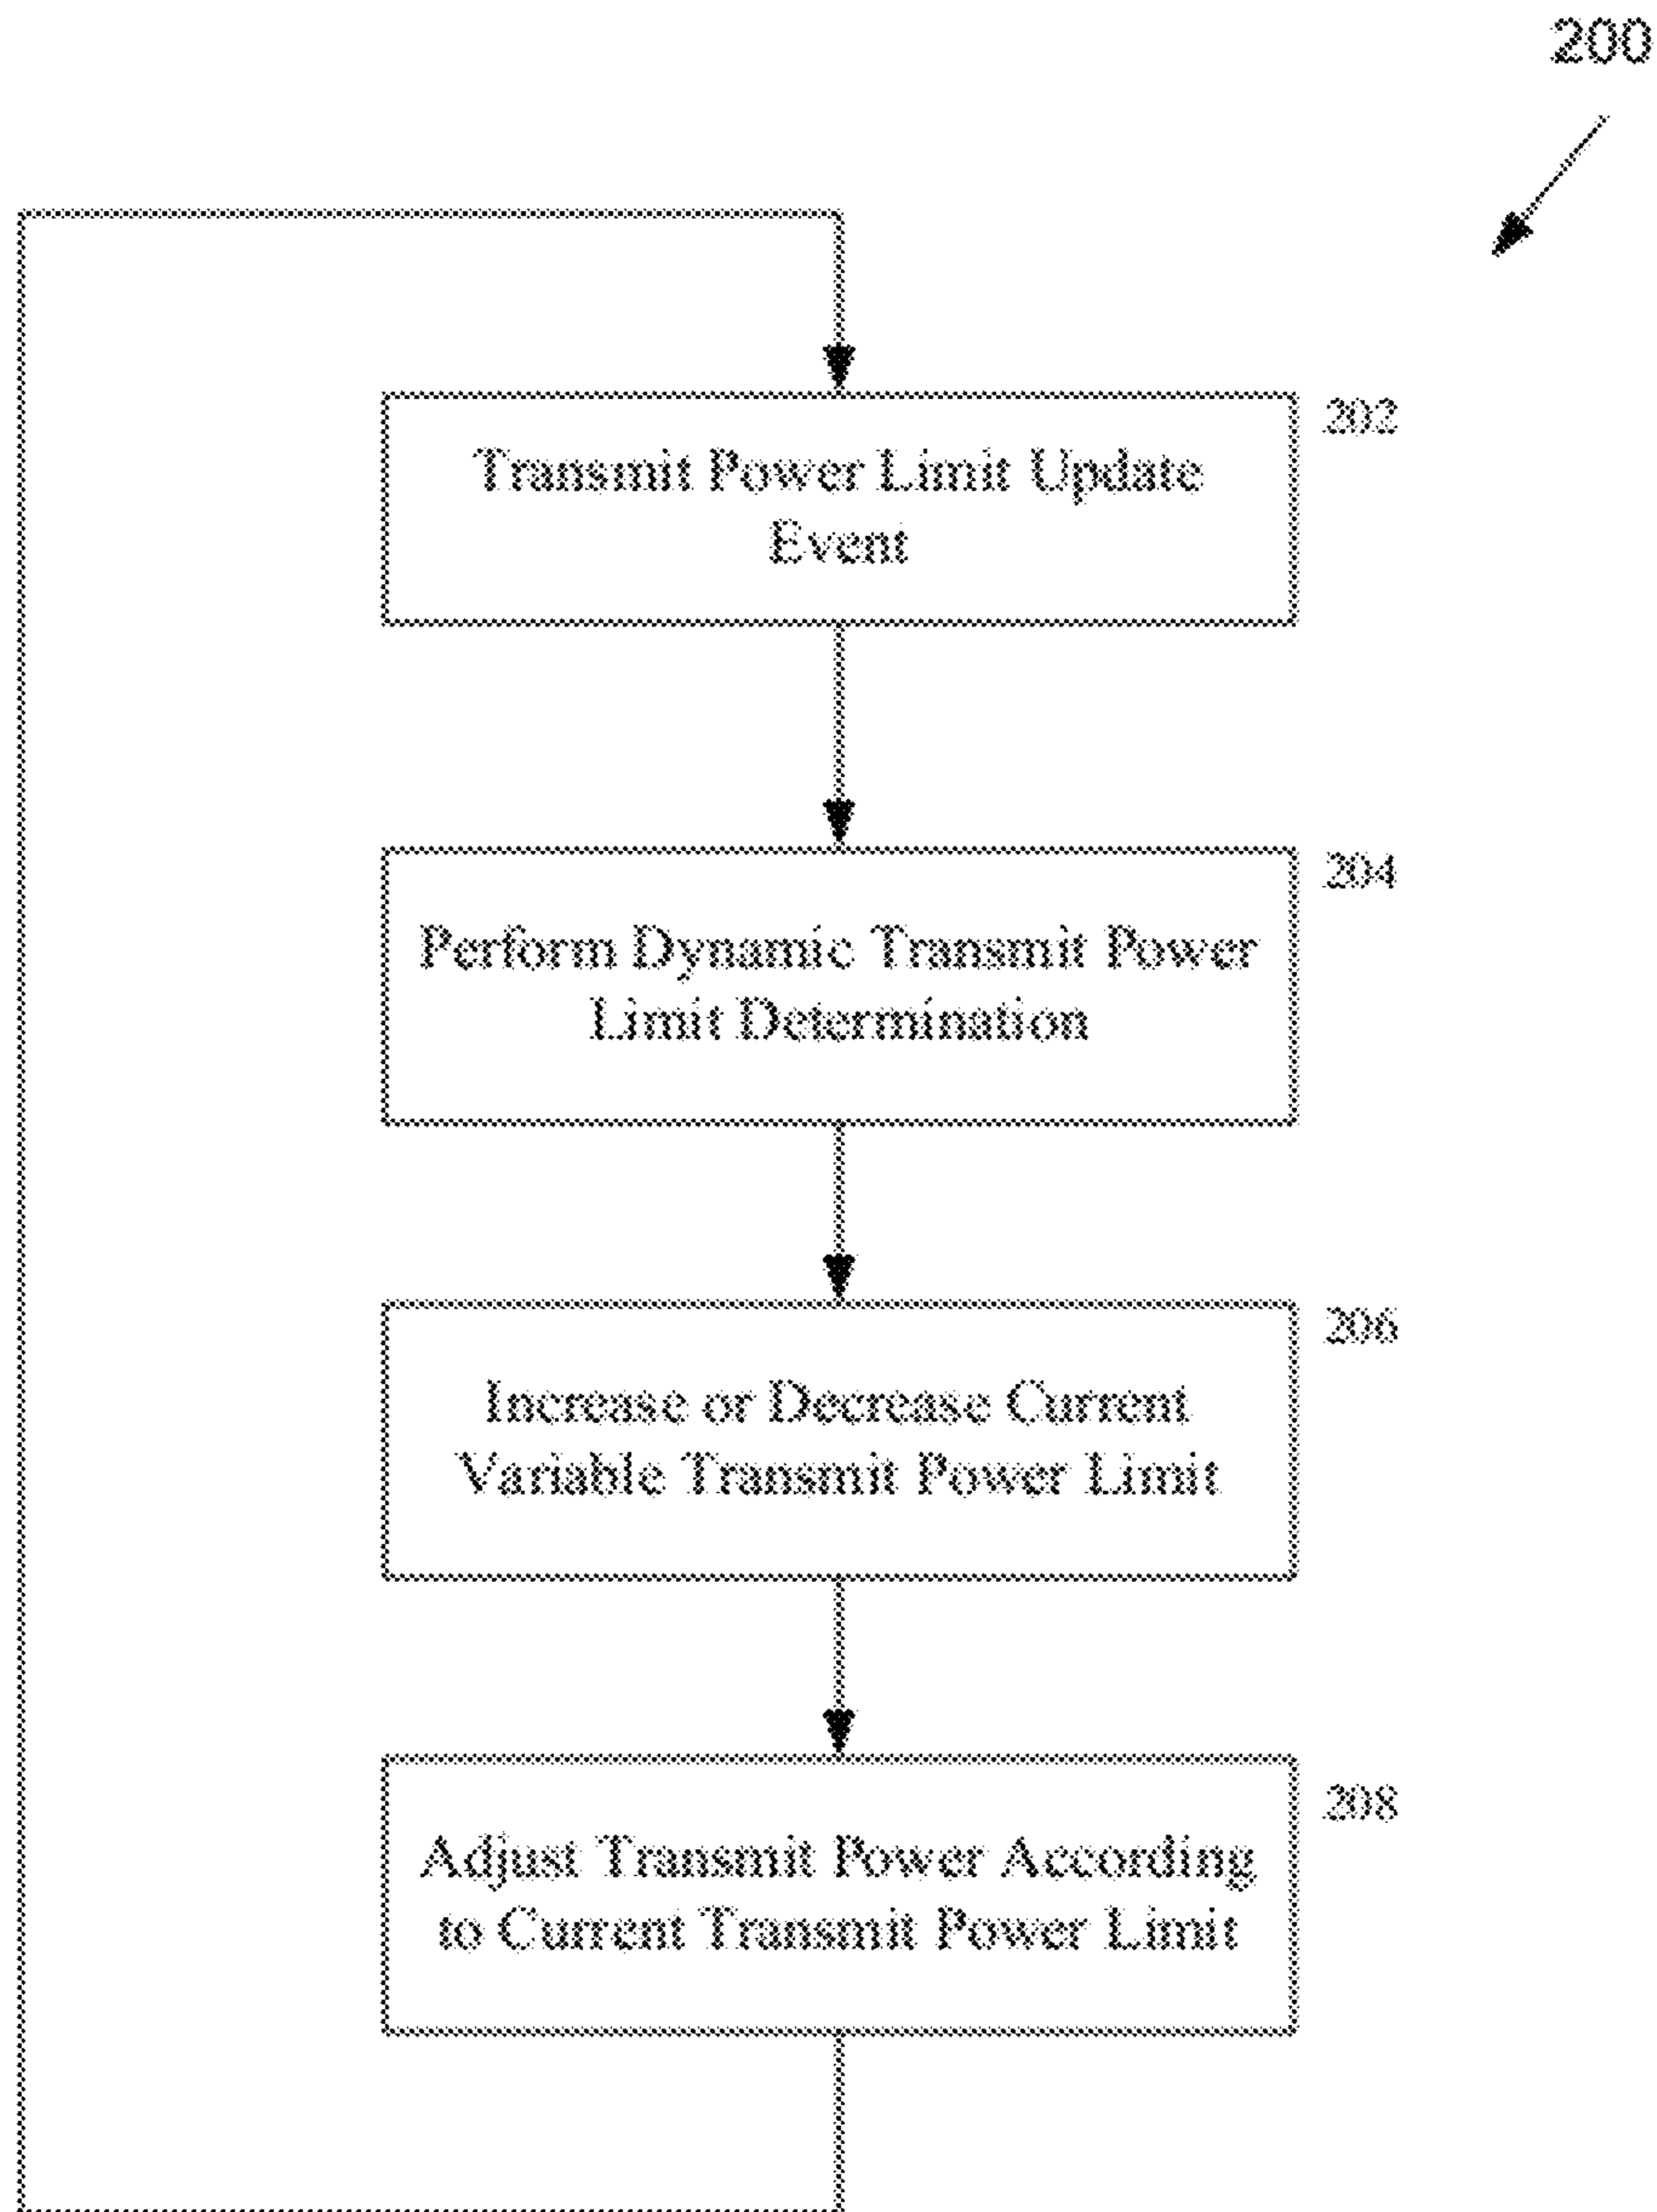 200
202
Transmit Power Limit Update
Event
204
Perform Dynamic Transmit Power
Limit Determination
206
Increase or Decrease Current
Variable Transmit Power Limit
208
Adjust Transmit Power According
to Current Transmit Power Limit